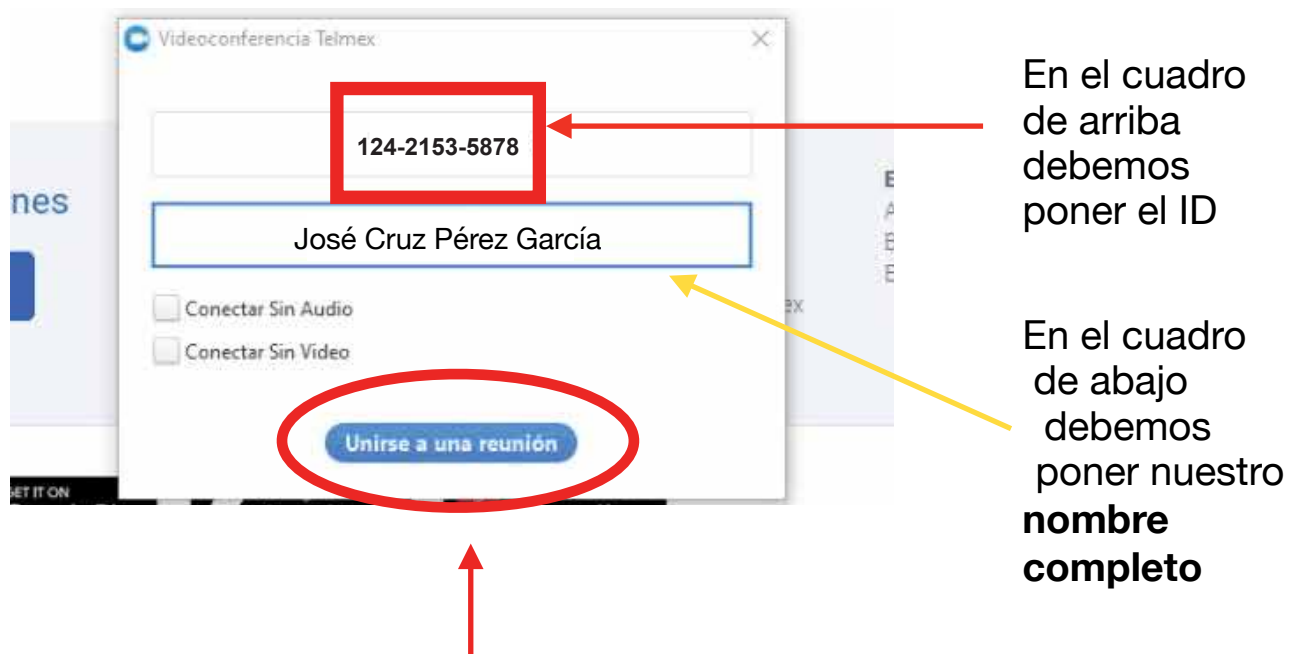 Videoconferencia Telmex
124-2153-5878
José Cruz Pérez García
Conectar Sin Audio
Conectar Sin Video
Unirse a una reunión
nes
ex
GET IT ON
En el cuadro
de arriba
debemos
poner el ID
En el cuadro
de abajo
debemos
poner nuestro
nombre
completo